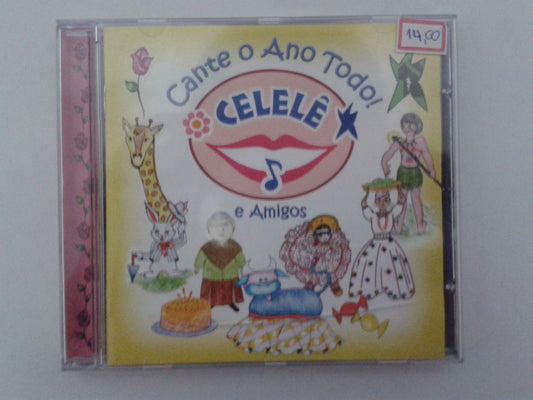 14,00
Cante o Ano Todo!
CELELÊ
e Amigos